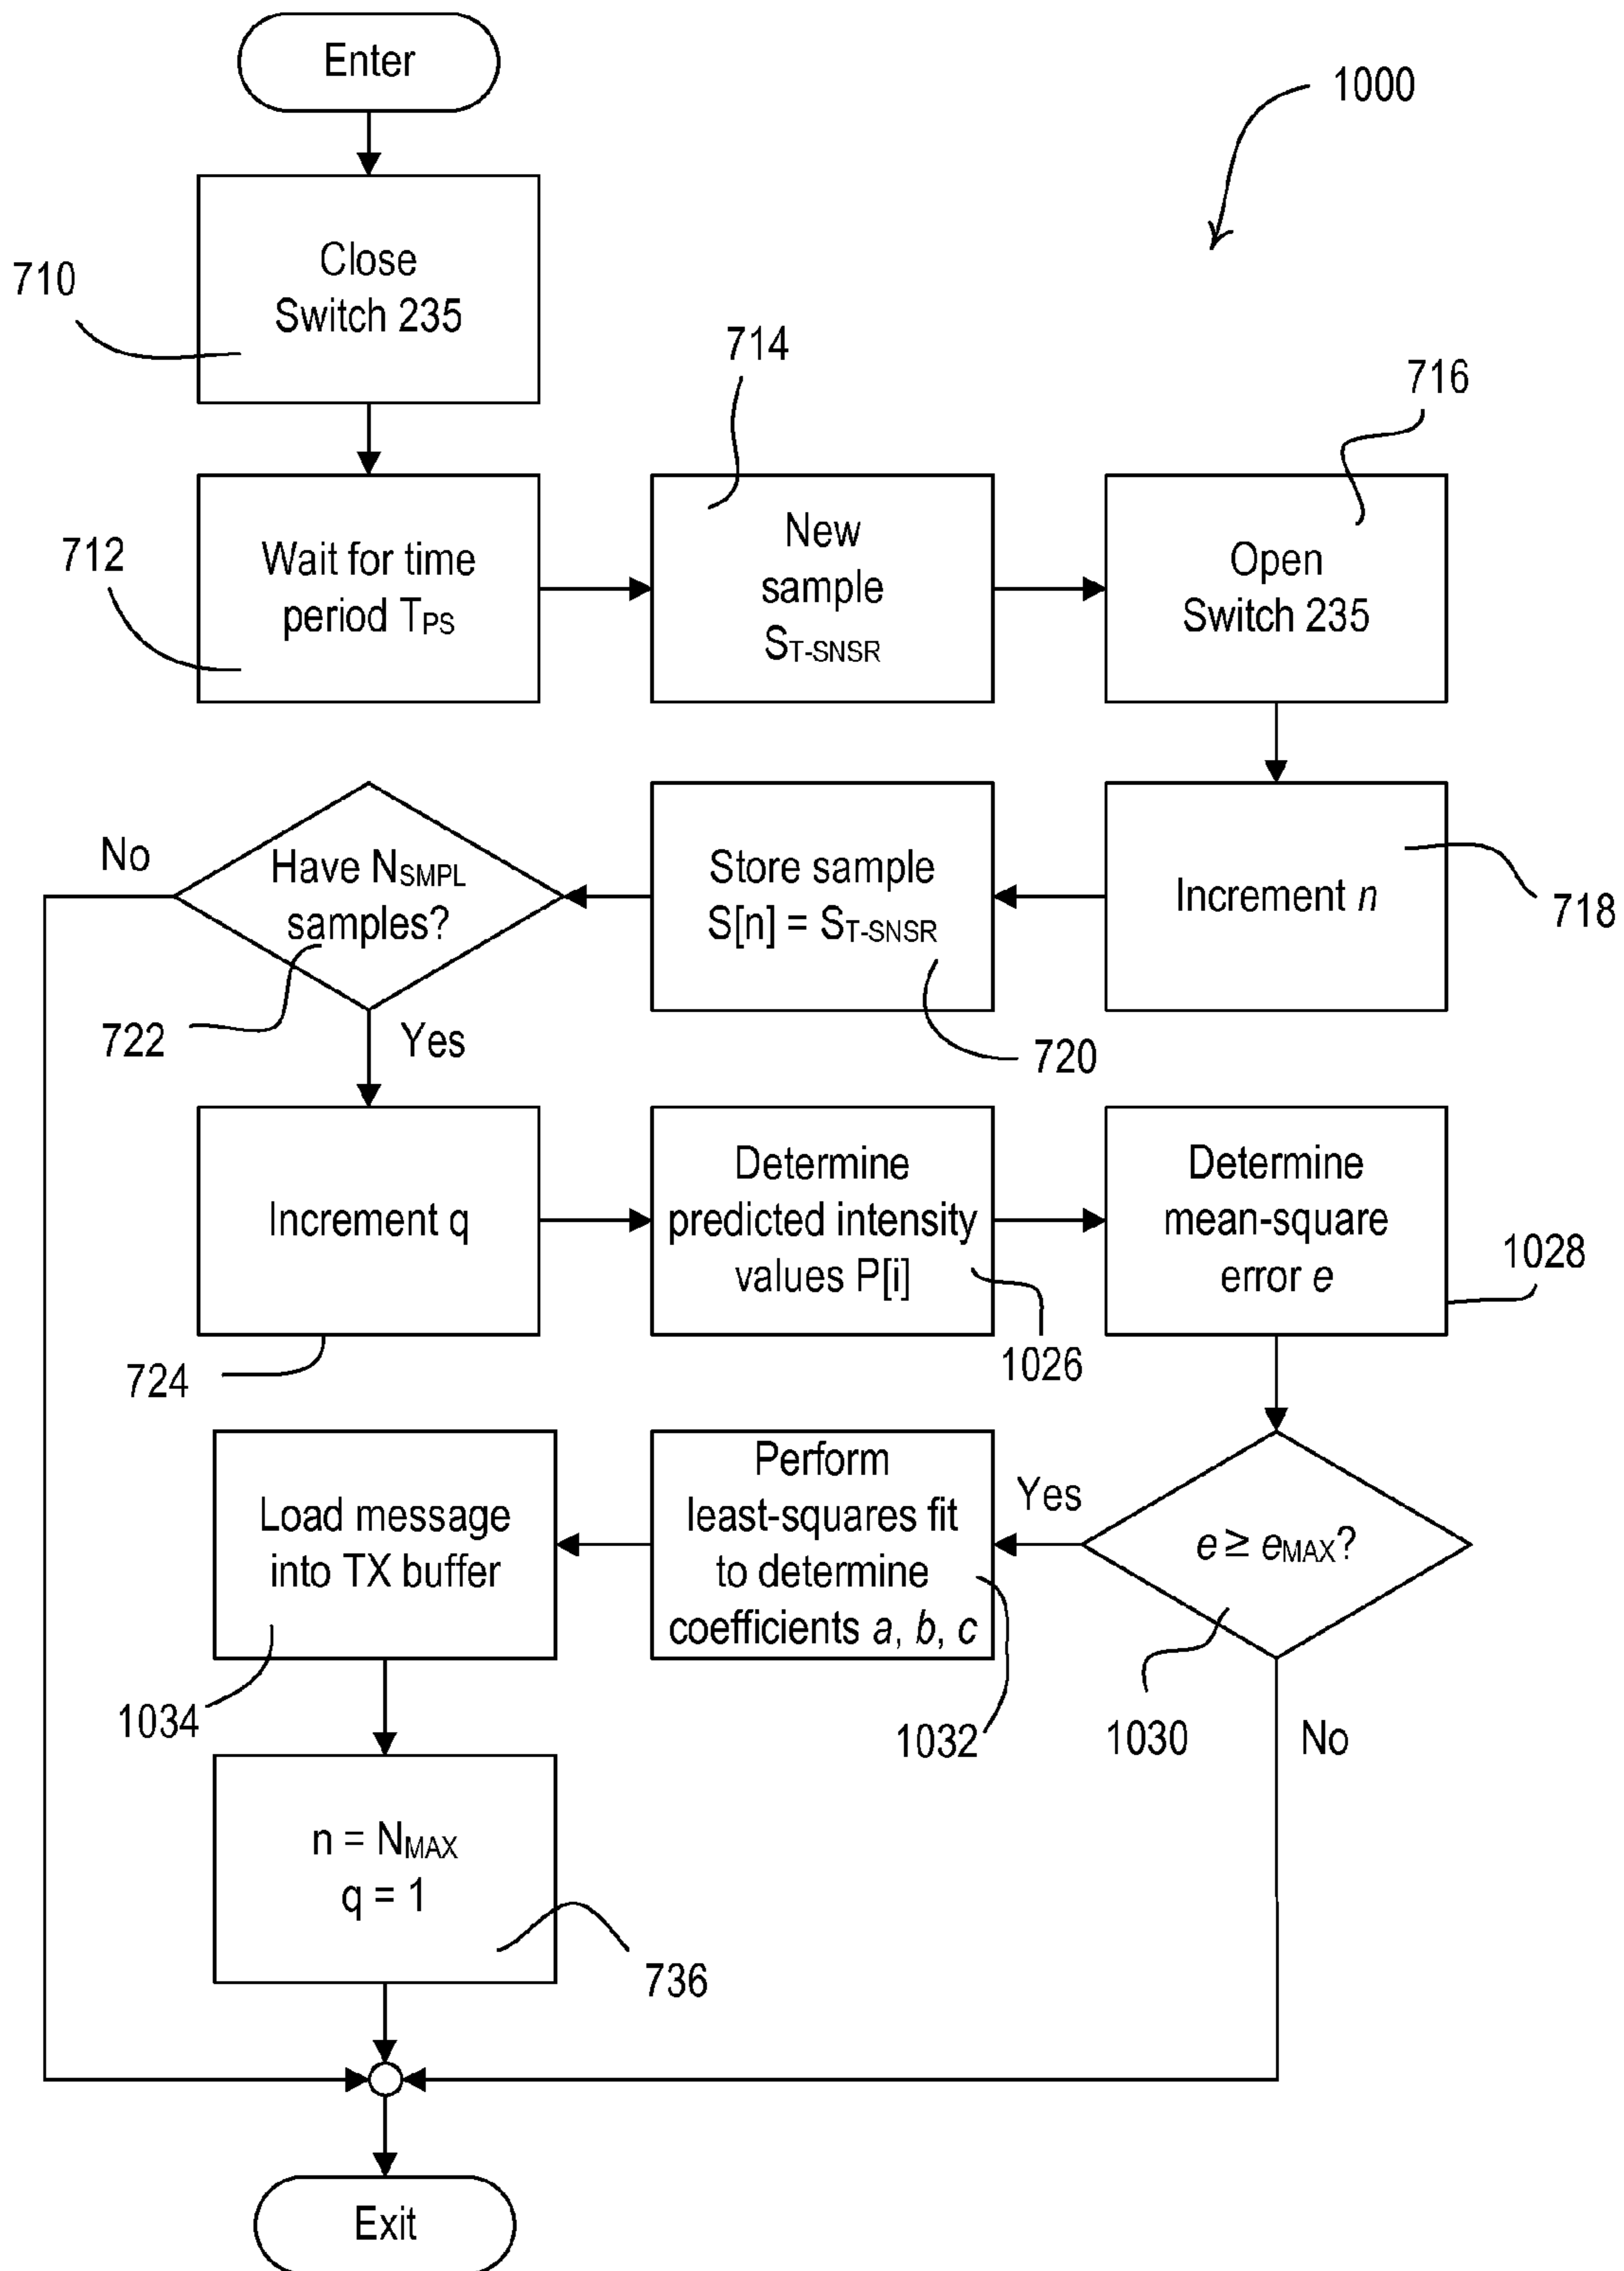 Enter
1000
Close
Switch 235
710
714
716
712
Wait for time
period TPS
New
sample
ST-SNSR
Open
Switch 235
No
Have NSMPL
samples?
722
Yes
Store sample
S[n] = ST-SNSR
720
Increment n
718
Increment q
724
Determine
predicted intensity
values P[i]
1026
Determine
mean-square
error e
1028
Load message
into TX buffer
1034
Perform
least-squares fit
to determine
coefficients a, b, c
1032
Yes
e ≥ eMAX?
1030
No
n = NMAX
q = 1
736
Exit